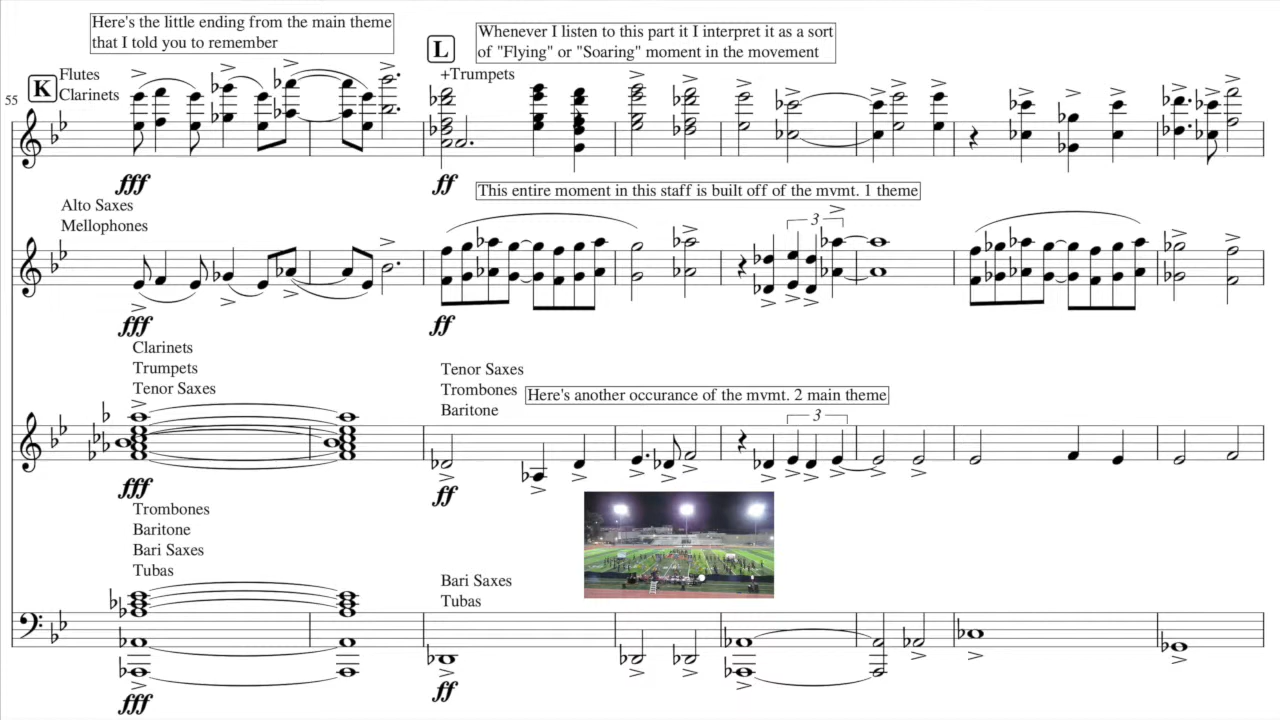 Here's the little ending from the main theme
that I told you to remember
Whenever I listen to this part it I interpret it as a sort
of "Flying" or "Soaring" moment in the movement
K
L
55
Flutes
Clarinets
+Trumpets
fff
ff
This entire moment in this staff is built off of the mvmt. 1 theme
Alto Saxes
Mellophones
3
fff
ff
Clarinets
Trumpets
Tenor Saxes
Tenor Saxes
Trombones
Baritone
Here's another occurance of the mvmt. 2 main theme
3
fff
ff
Trombones
Baritone
Bari Saxes
Tubas
Bari Saxes
Tubas
fff
ff